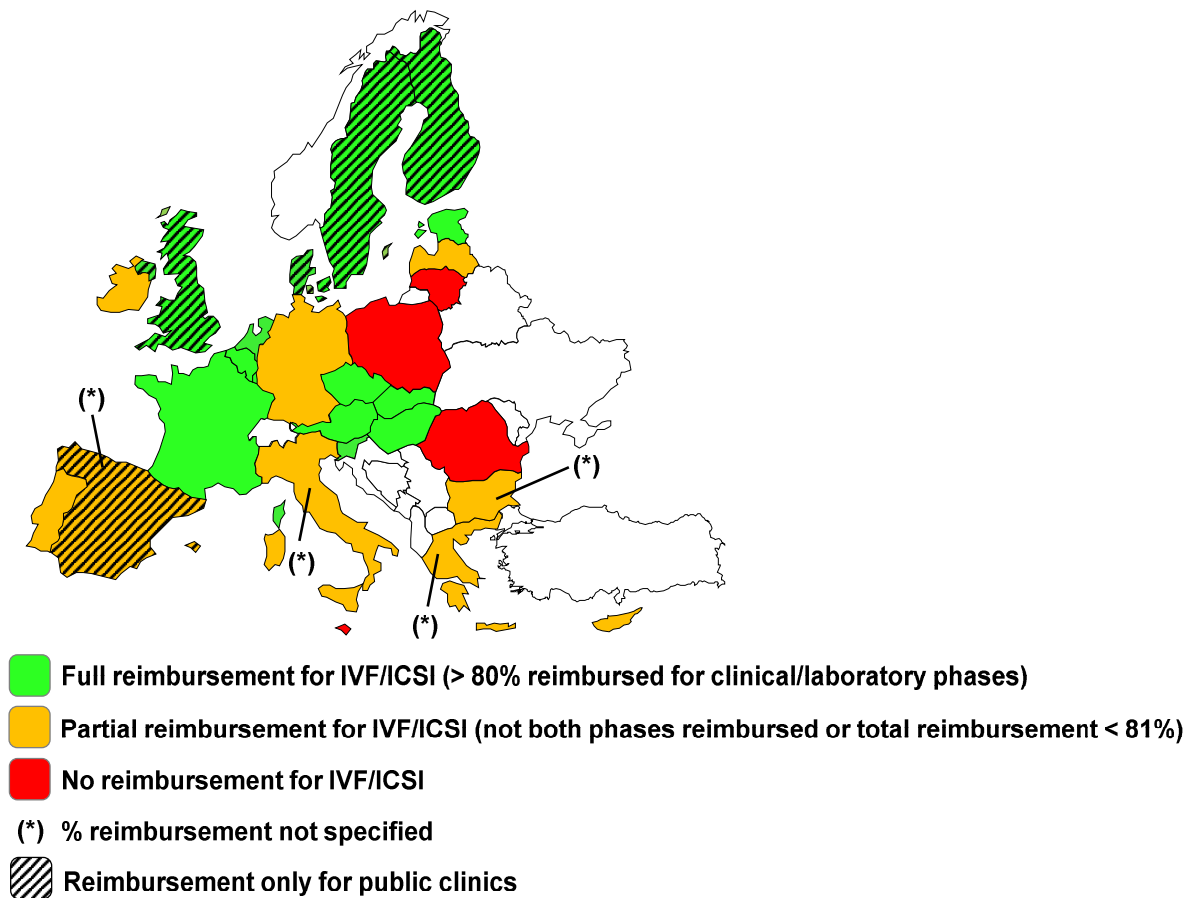 (*)
(*)
(*)
(*)
Full reimbursement for IVF/ICSI (> 80% reimbursed for clinical/laboratory phases)
Partial reimbursement for IVF/ICSI (not both phases reimbursed or total reimbursement < 81%)
No reimbursement for IVF/ICSI
(*) % reimbursement not specified
Reimbursement only for public clinics